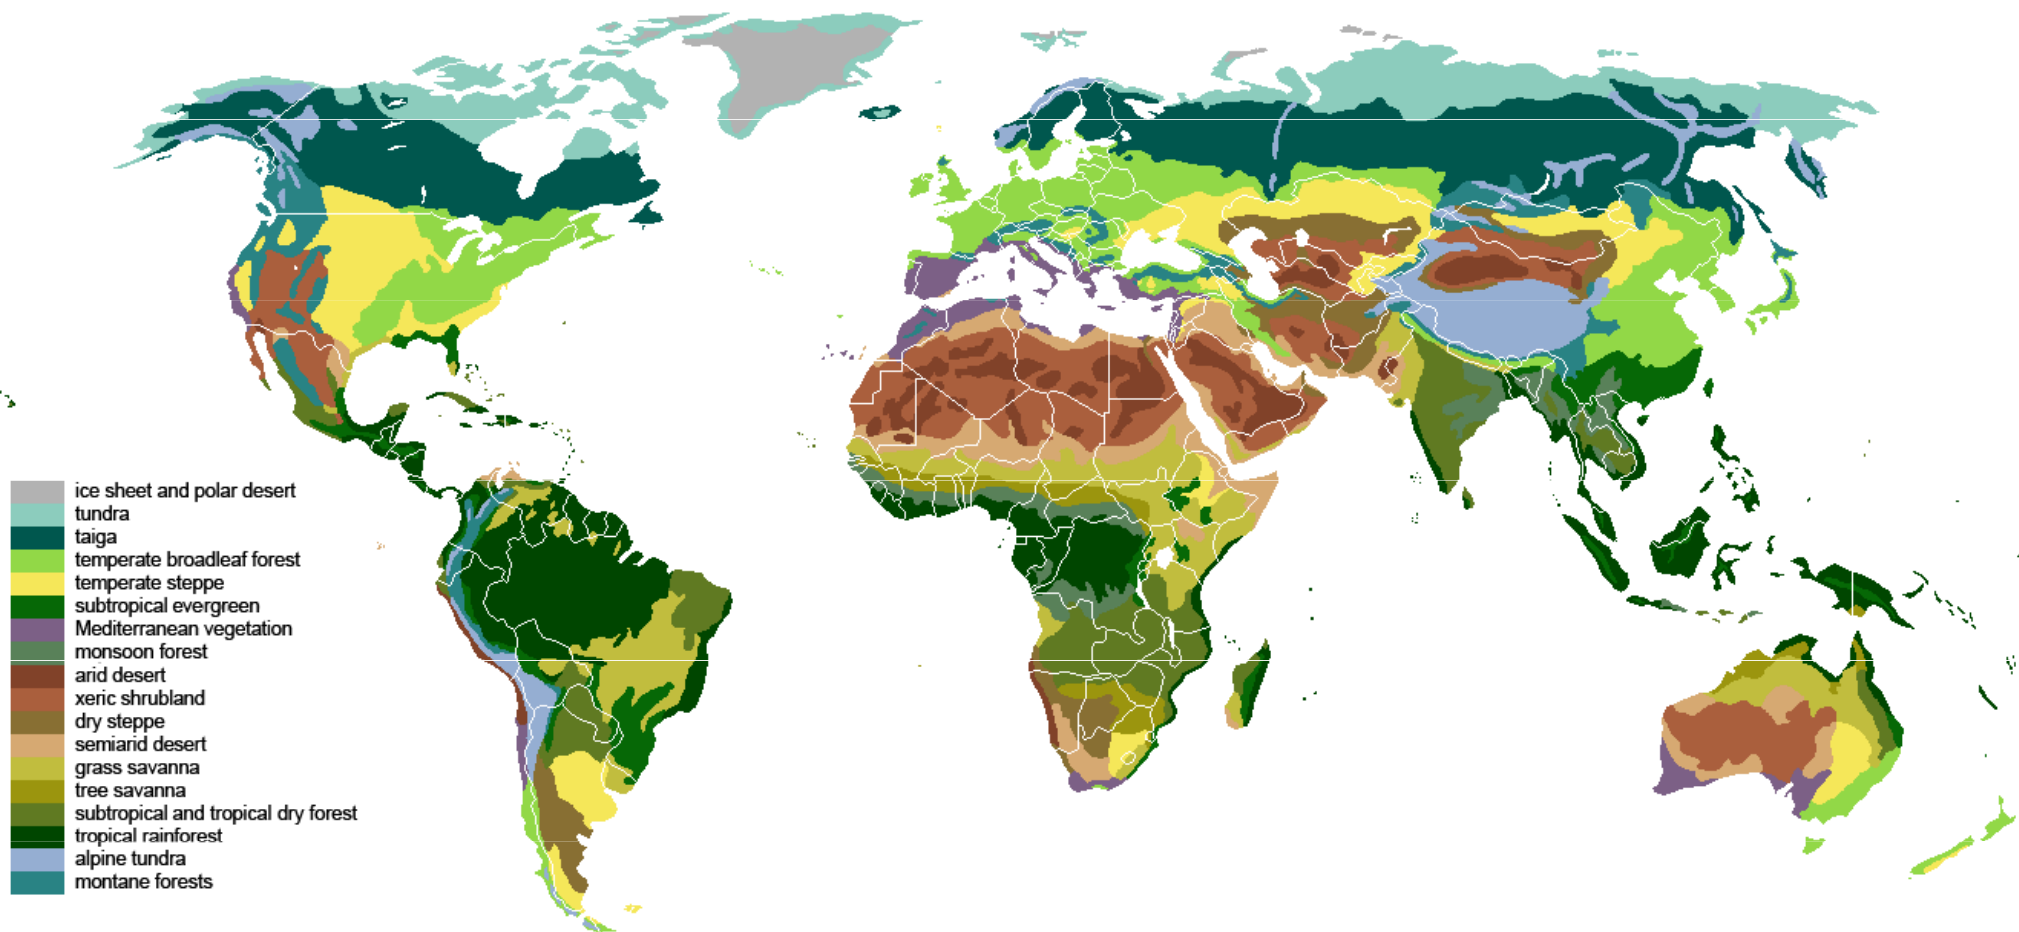 ice sheet and polar desert
tundra
taiga
temperate broadleaf forest
temperate steppe
subtropical evergreen
Mediterranean vegetation
monsoon forest
arid desert
xeric shrubland
dry steppe
semiarid desert
grass savanna
tree savanna
subtropical and tropical dry forest
tropical rainforest
alpine tundra
montane forests